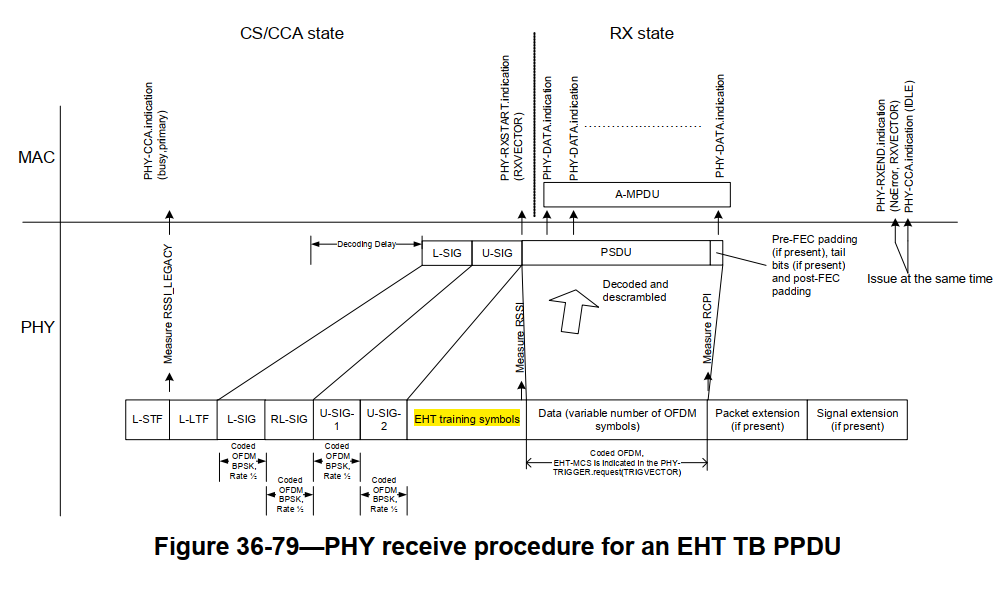 CS/CCA state
RX state
PHY-CCA.indication
(busy,primary)
PHY-RXSTART.indication
(RXVECTOR)
PHY-DATA.indication
PHY-DATA.indication
PHY-DATA.indication
PHY-RXEND.indication
(NoError, RXVECTOR)
PHY-CCA.indication (IDLE)
MAC
A-MPDU
Decoding Delay
L-SIG
U-SIG
PSDU
Pre-FEC padding
(if present), tail
bits (if present)
and post-FEC
padding
Issue at the same time
Measure RSSI_LEGACY
Decoded and
descrambled
Measure RSSI
Measure RCPI
PHY
L-STF
L-LTF
L-SIG
RL-SIG
U-SIG-
1
U-SIG-
2
EHT training symbols
Data (variable number of OFDM
symbols)
Packet extension
(if present)
Signal extension
(if present)
Coded
OFDM
BPSK,
Rate ½
Coded
OFDM,
BPSK,
Rate ½
Coded
OFDM
BPSK,
Rate ½
Coded
OFDM,
BPSK,
Rate ½
Coded OFDM,
EHT-MCS is indicated in the PHY-
TRIGGER.request(TRIGVECTOR)
Figure 36-79—PHY receive procedure for an EHT TB PPDU